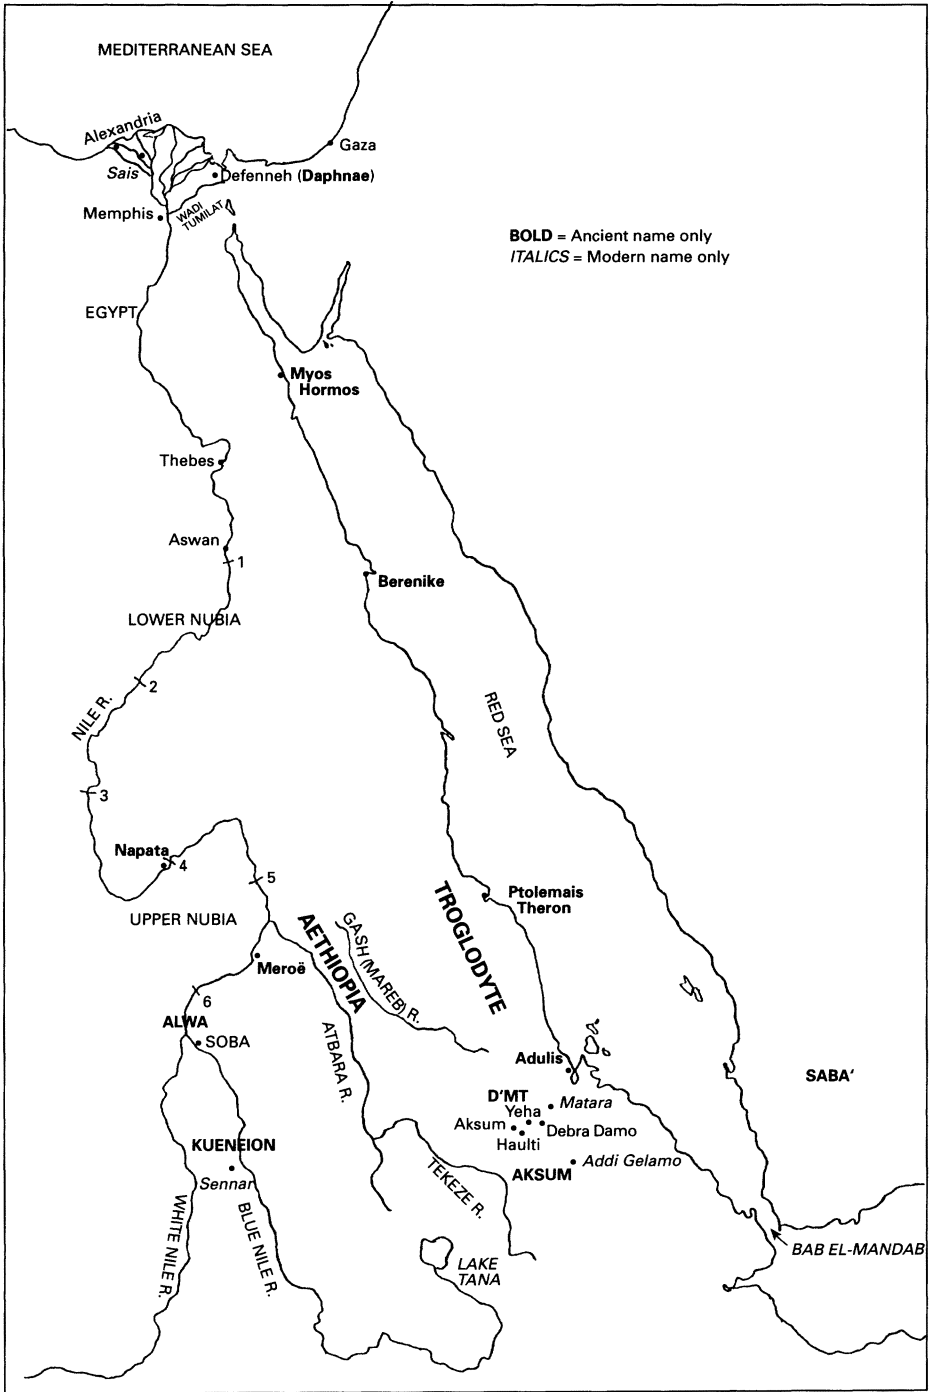 MEDITERRANEAN SEA
Alexandria
Gaza
Sais
Defenneh (Daphnae)
Memphis
WADI
TUMILAT
BOLD = Ancient name only
ITALICS = Modern name only
EGYPT
Myos
Hormos
Thebes
Aswan
1
Berenike
LOWER NUBIA
2
NILE R.
RED SEA
3
Napata
4
5
Ptolemais
Theron
UPPER NUBIA
AETHIOPIA
GASH (MAREB) R.
TROGLODYTE
Meroë
6
ALWA
SOBA
ATBARA R.
Adulis
SABA‘
D'MT
Matara
Yeha
Aksum
Debra Damo
Haulti
KUENEION
Addi Gelamo
AKSUM
Sennar
TEKEZE R.
WHITE NILE R.
BLUE NILE R.
BAB EL-MANDAB
LAKE
TANA